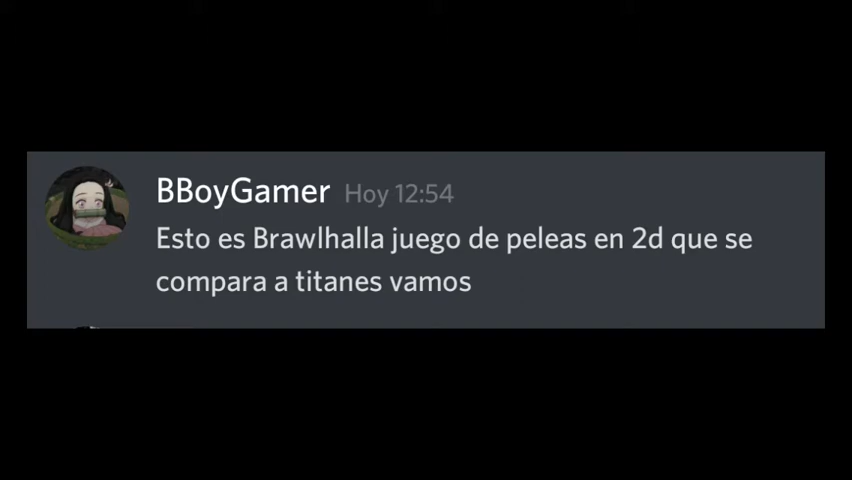 BBoyGamer Hoy 12:54
Esto es Brawlhalla juego de peleas en 2d que se
compara a titanes vamos